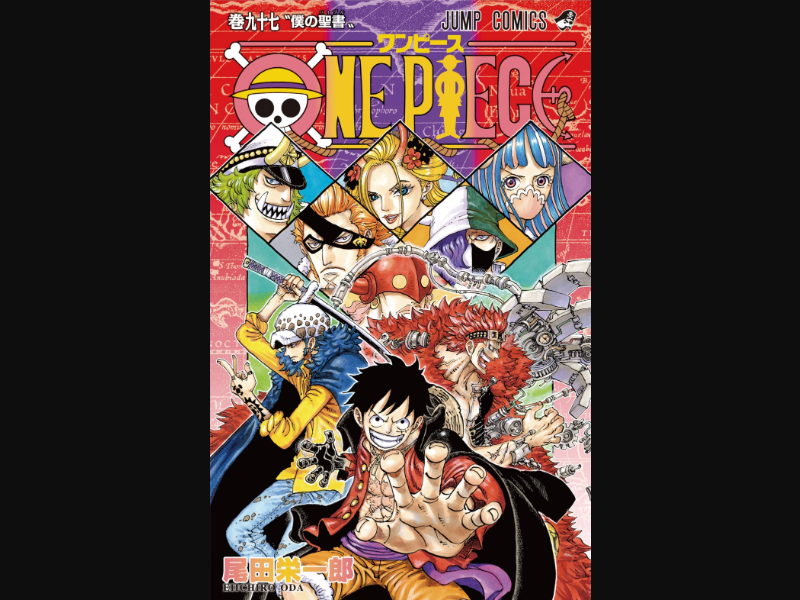 巻九十七 〝僕の聖書〟
JUMP COMICS
ワンピース
ONE PIECE
尾田栄一郎
EIICHIRO ODA